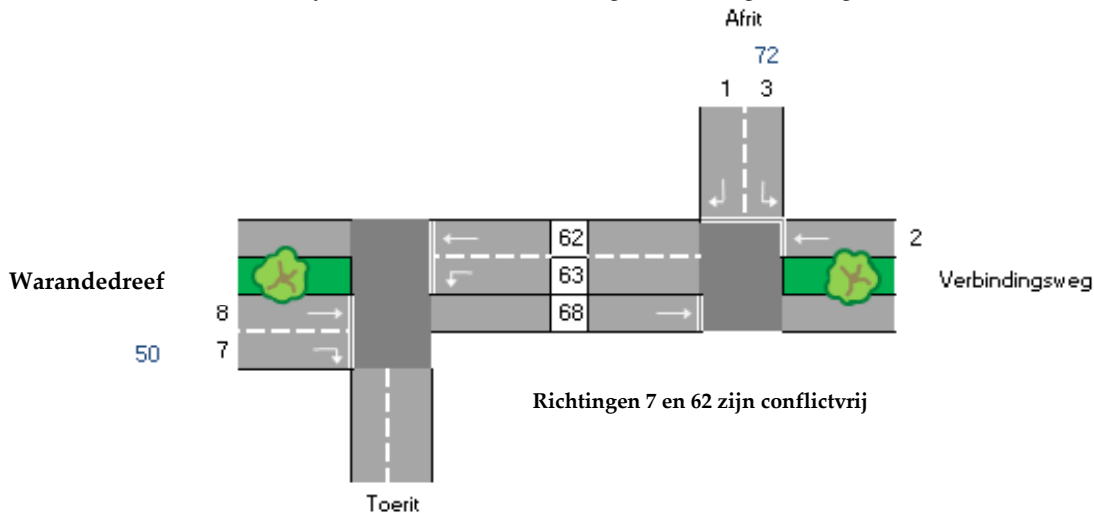 Afrit
72
1 3
62
2
Warandedreef
63
Verbindingsweg
8
68
50
7
Richtingen 7 en 62 zijn conflictvrij
Toerit